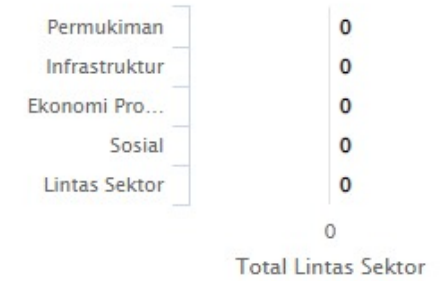 Permukiman 0
Infrastruktur 0
Ekonomi Pro... 0
Sosial 0
Lintas Sektor 0
0
Total Lintas Sektor